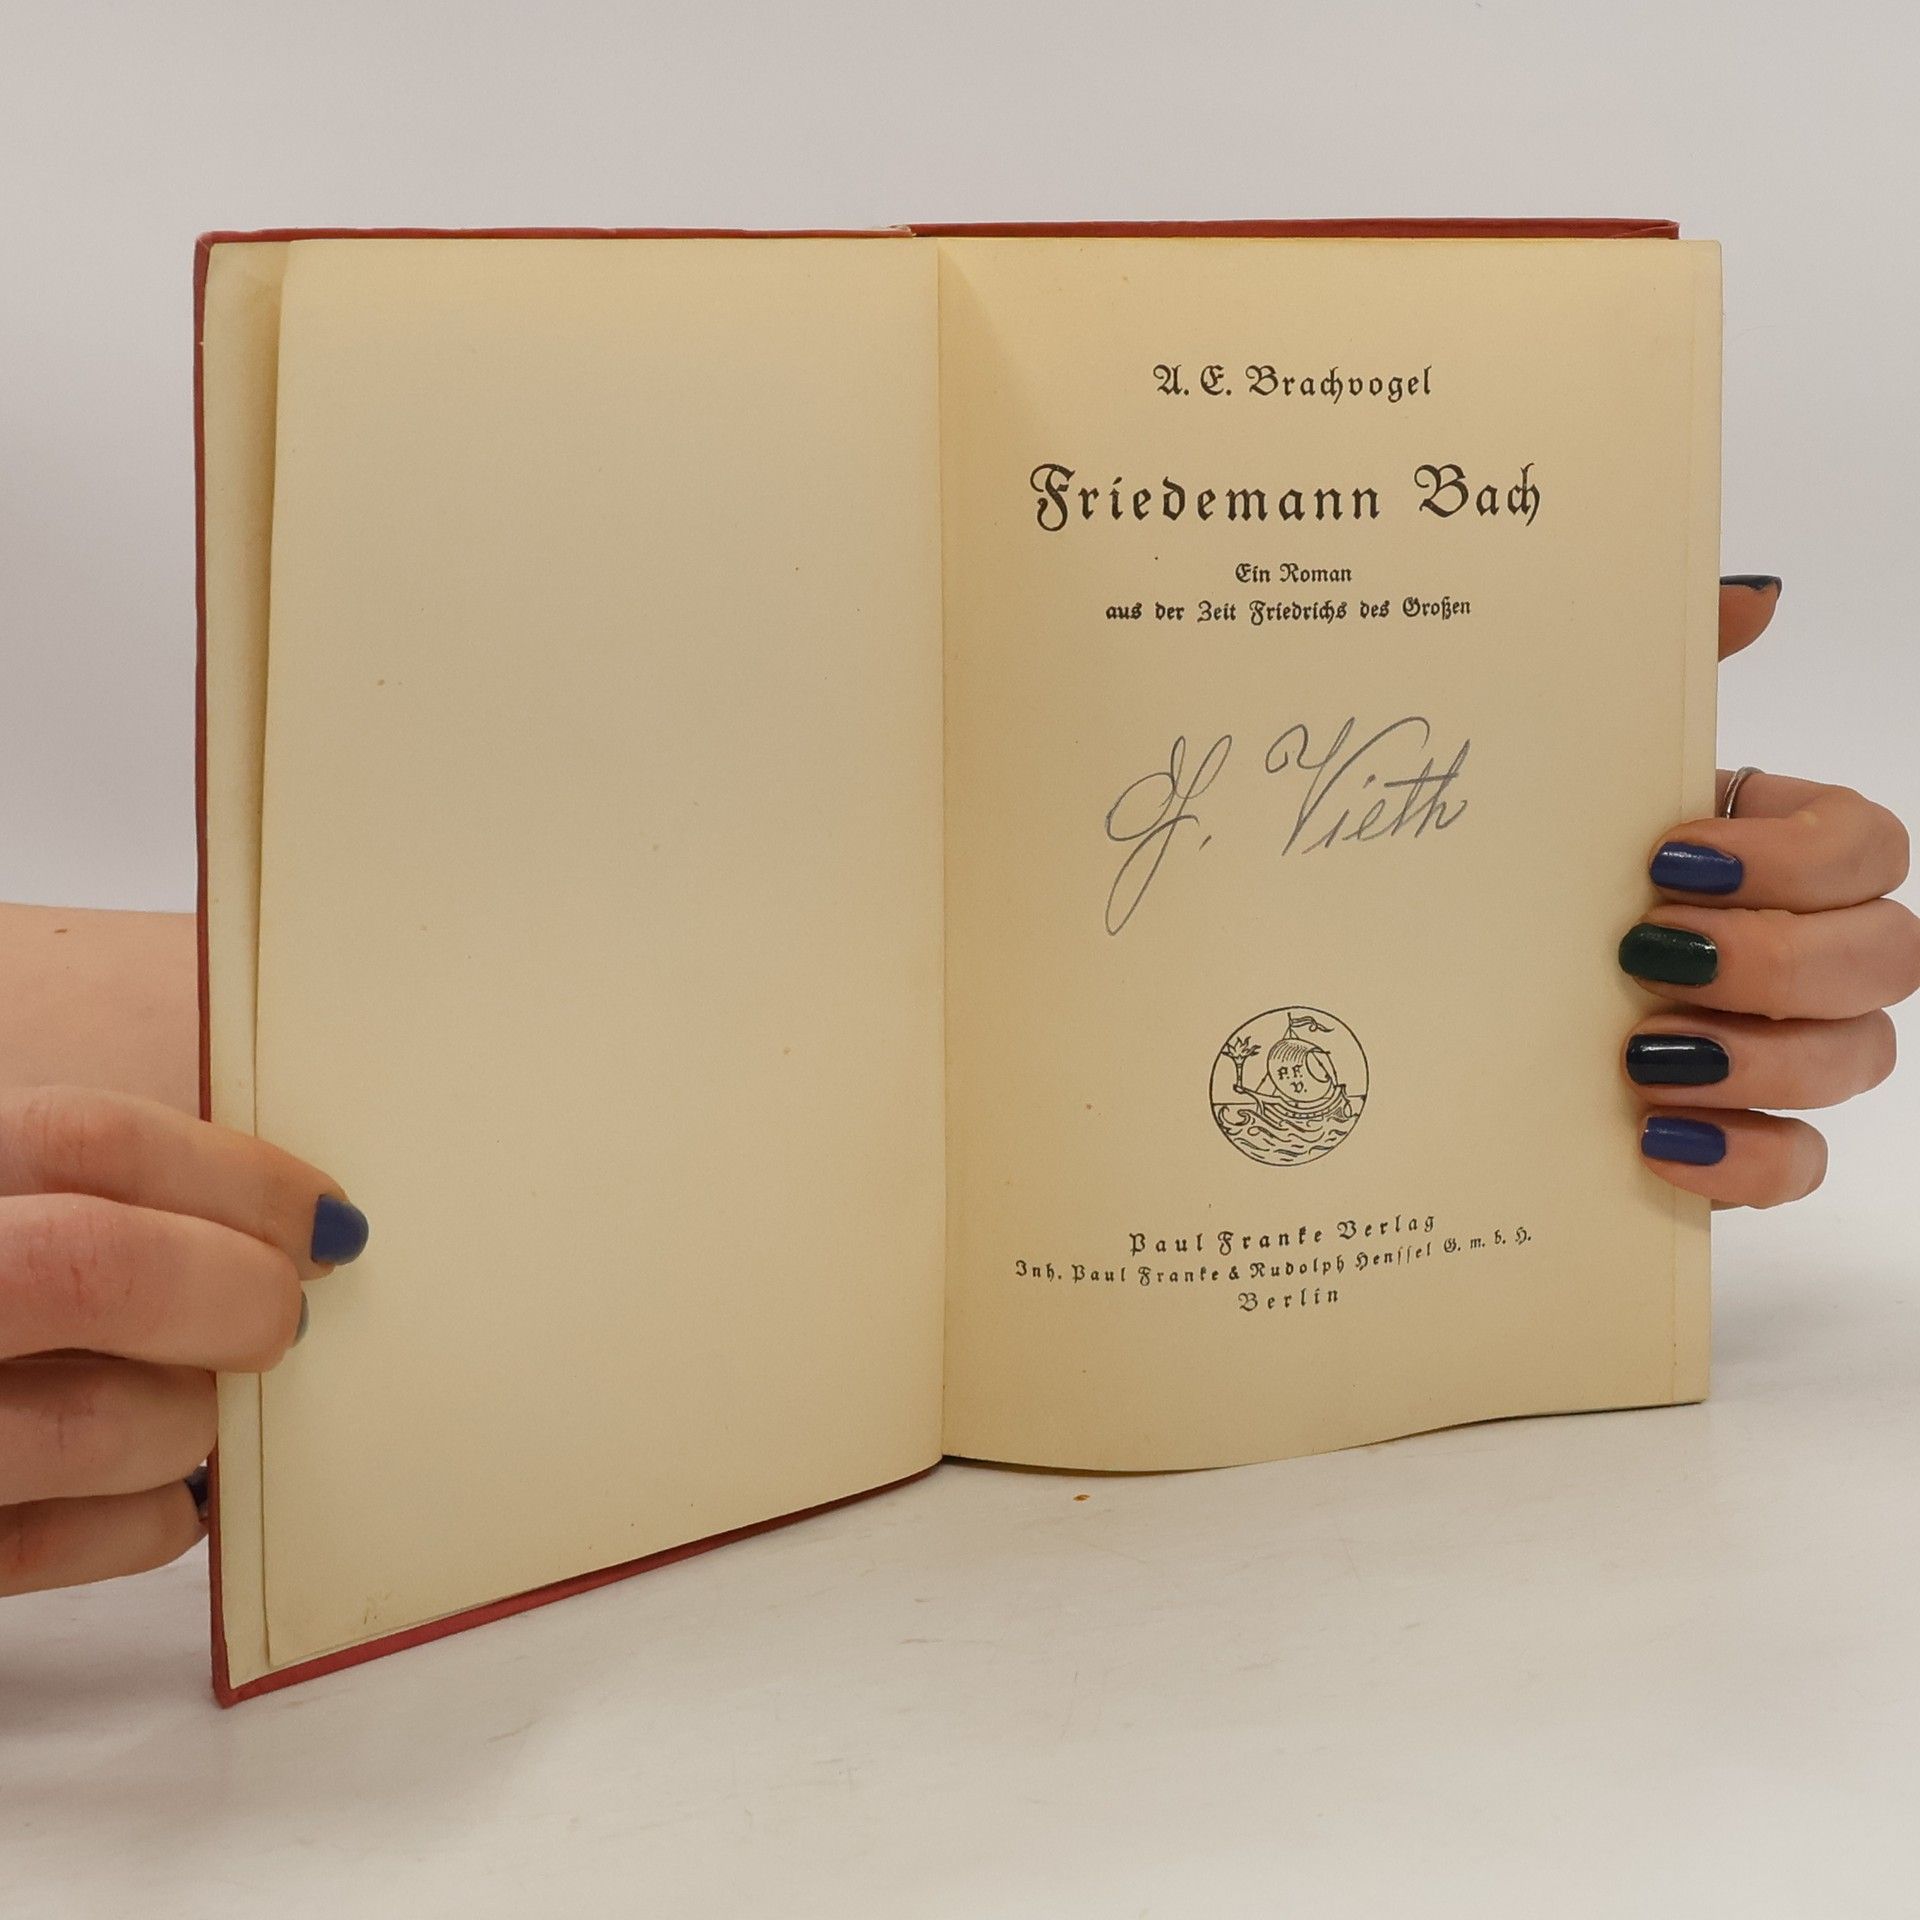 A. E. Brachvogel
Friedemann Bach
Ein Roman
aus der Zeit Friedrichs des Großen
Vieth
P. F.
V.
Paul Franke Verlag
Inh. Paul Franke & Rudolph Henssel G. m. b. H.
Berlin